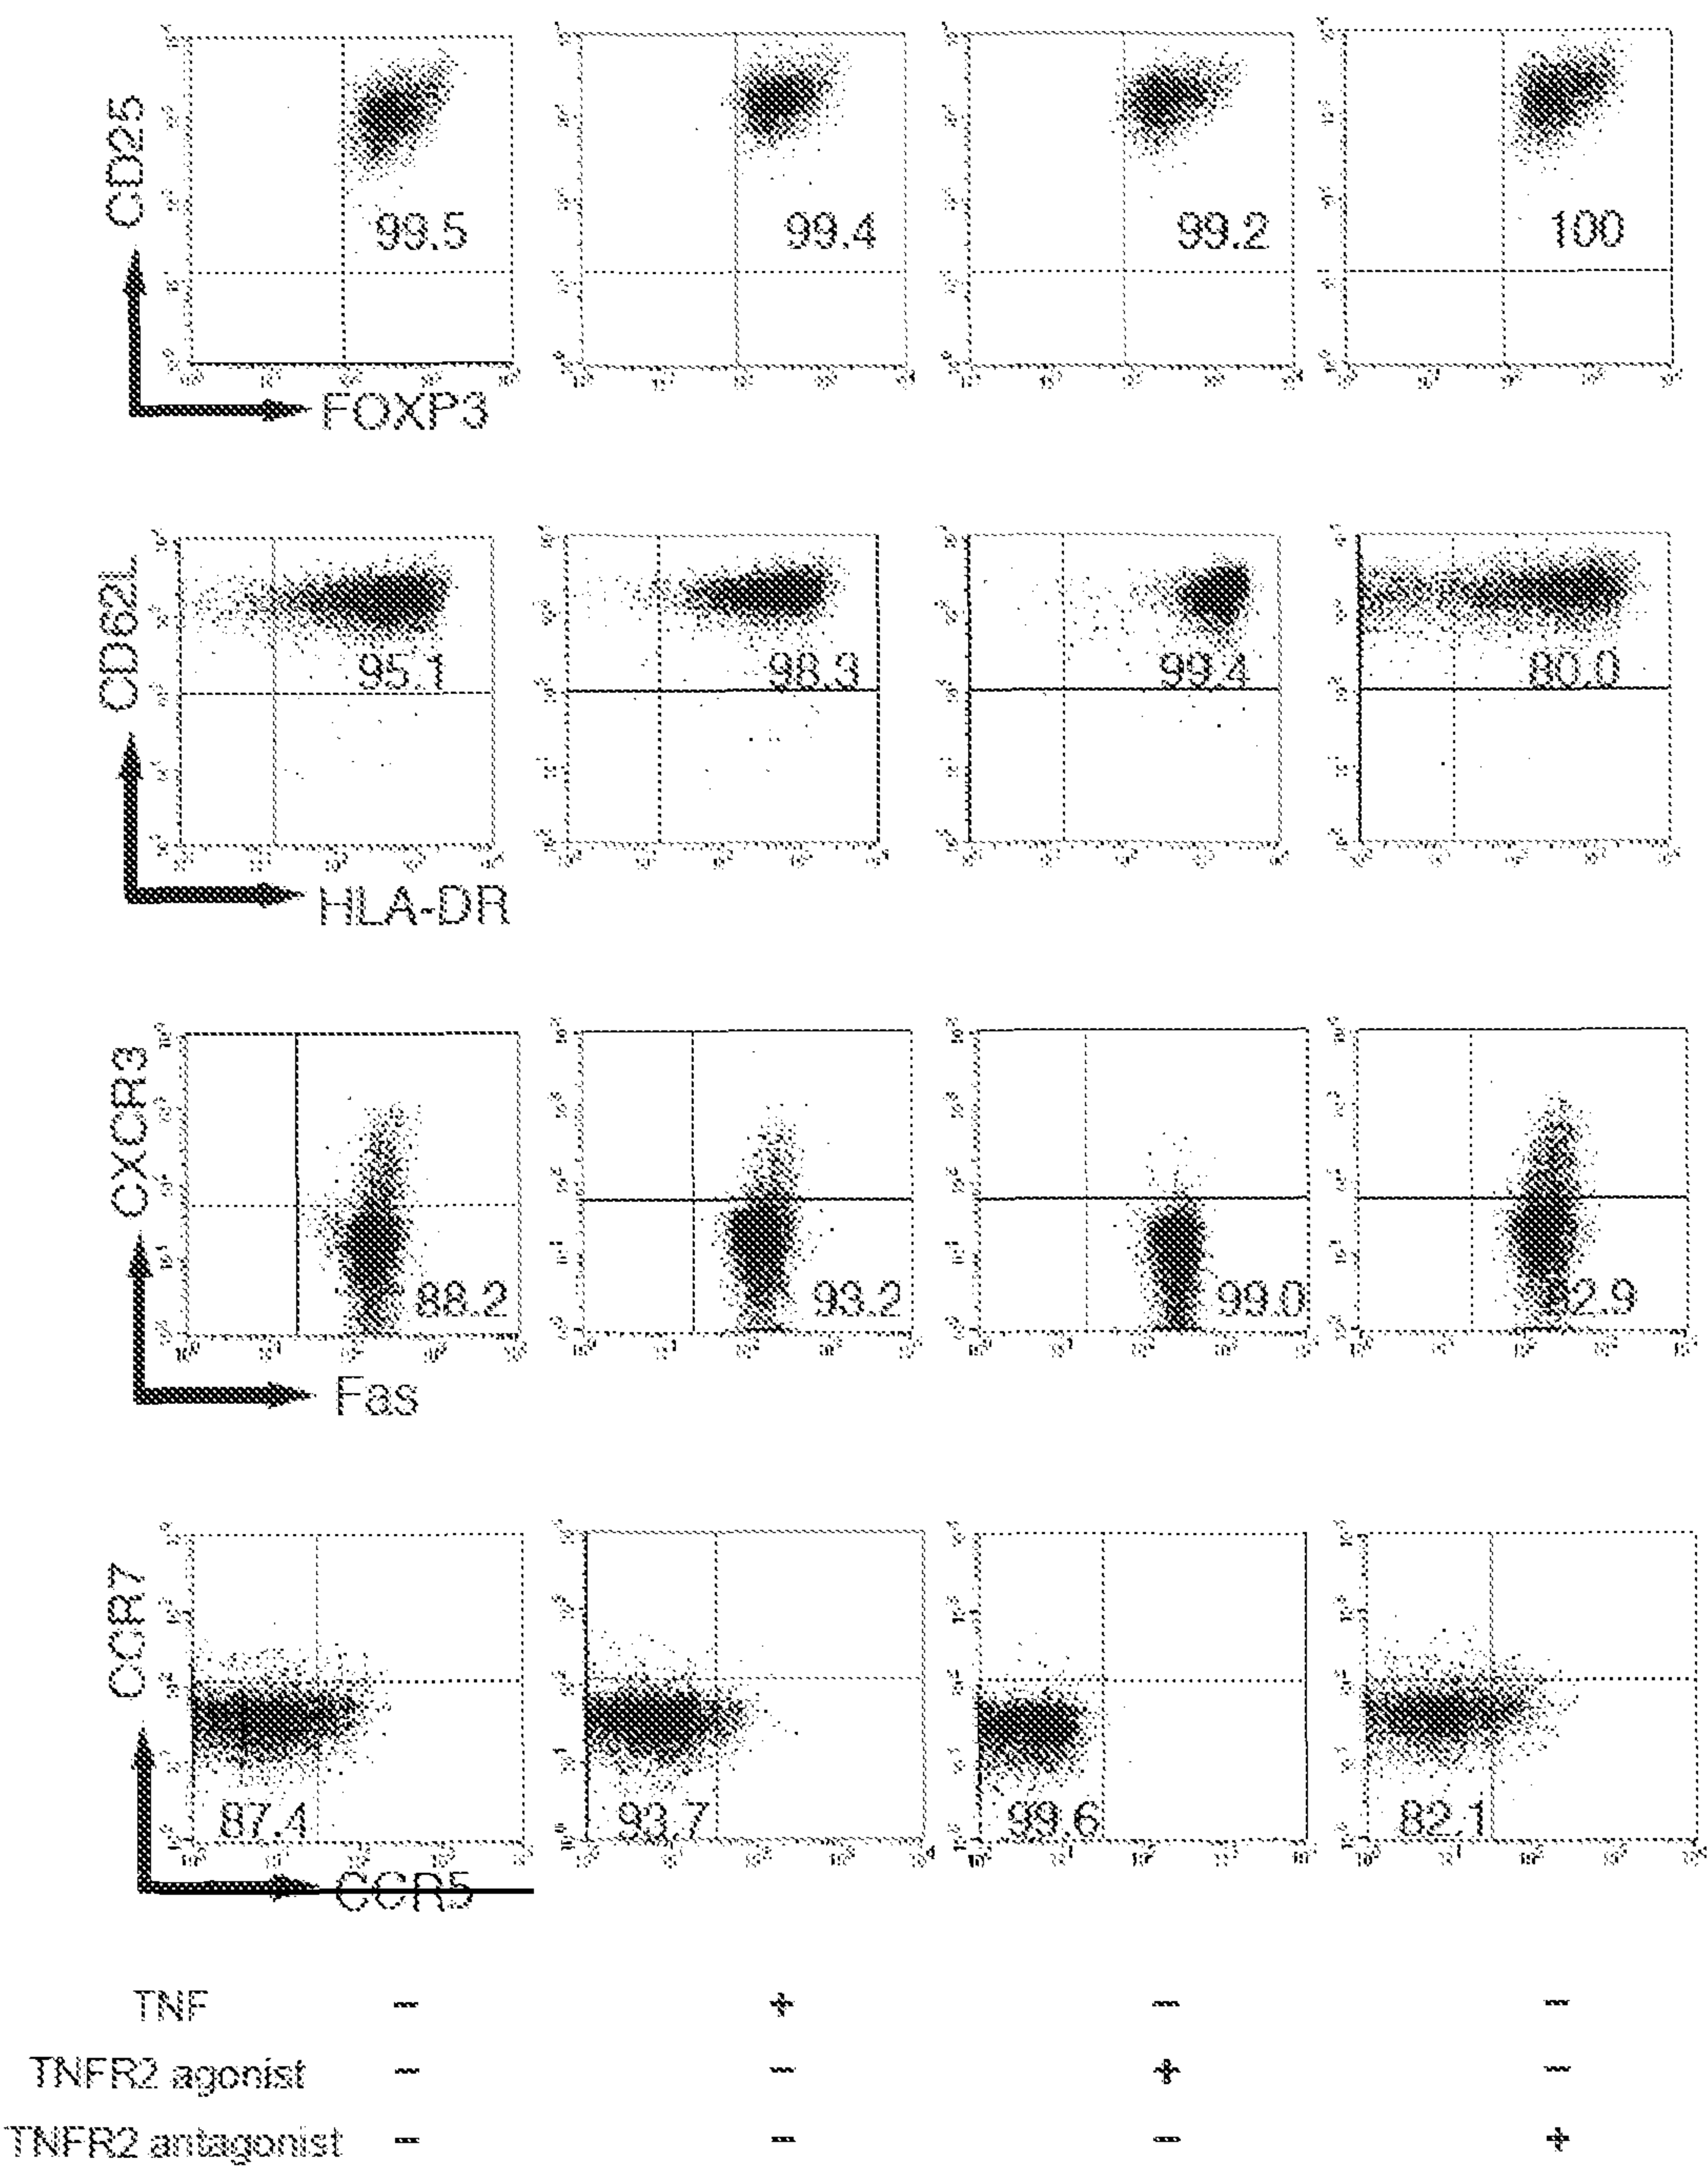 CD25
99.5 99.4 99.2 100
FOXP3
CD62L
95.1 98.3 99.4 80.0
HLA-DR
CXCR3
88.2 93.2 99.0 82.9
Fas
CCR7
87.4 93.7 99.6 82.1
CCR5
TNF - + - -
TNFR2 agonist - - + -
TNFR2 antagonist - - - +